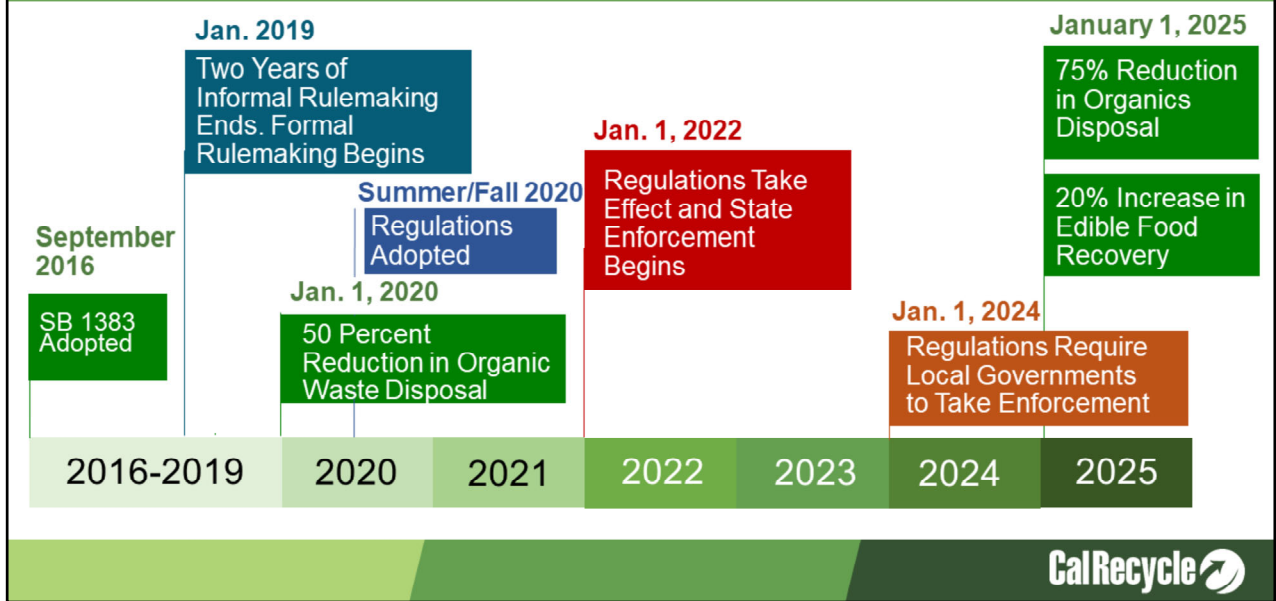 September
2016
SB 1383
Adopted
Jan. 2019
Two Years of
Informal Rulemaking
Ends. Formal
Rulemaking Begins
Jan. 1, 2020
50 Percent
Reduction in Organic
Waste Disposal
Summer/Fall 2020
Regulations
Adopted
Jan. 1, 2022
Regulations Take
Effect and State
Enforcement
Begins
Jan. 1, 2024
Regulations Require
Local Governments
to Take Enforcement
January 1, 2025
75% Reduction
in Organics
Disposal
20% Increase in
Edible Food
Recovery
2016-2019
2020
2021
2022
2023
2024
2025
CalRecycle